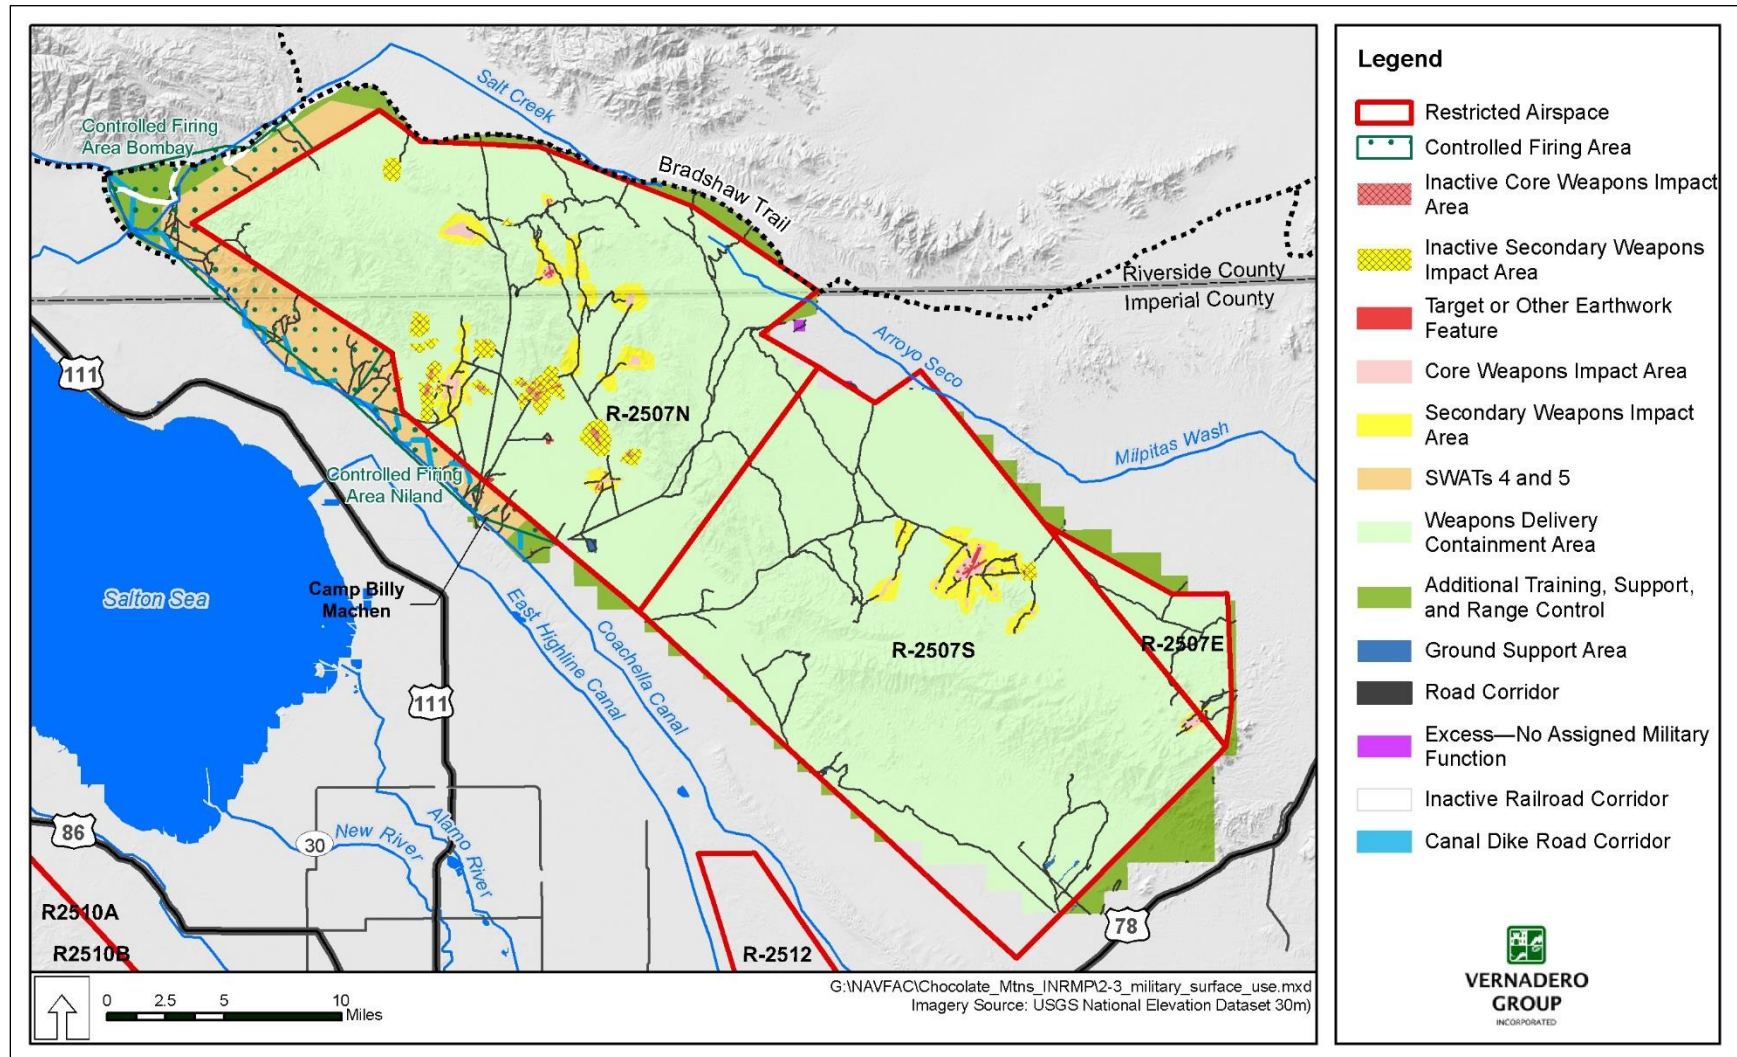 Salt Creek
Controlled Firing
Area Bombay
Bradshaw Trail
Riverside County
Imperial County
111
Arroyo Seco
R-2507N
Milpitas Wash
Controlled Firing
Area Niland
Salton Sea
Camp Billy
Machen
East Highline Canal
Coachella Canal
R-2507S
R-2507E
111
86
30
New River
Alamo River
R2510A
R2510B
R-2512
78
0 2.5 5 10
Miles
G:\NAVFAC\Chocolate_Mtns_INRMP\2-3_military_surface_use.mxd
Imagery Source: USGS National Elevation Dataset 30m)
Legend
Restricted Airspace
Controlled Firing Area
Inactive Core Weapons Impact
Area
Inactive Secondary Weapons
Impact Area
Target or Other Earthwork
Feature
Core Weapons Impact Area
Secondary Weapons Impact
Area
SWATs 4 and 5
Weapons Delivery
Containment Area
Additional Training, Support,
and Range Control
Ground Support Area
Road Corridor
Excess—No Assigned Military
Function
Inactive Railroad Corridor
Canal Dike Road Corridor
VERNADERO
GROUP
INCORPORATED